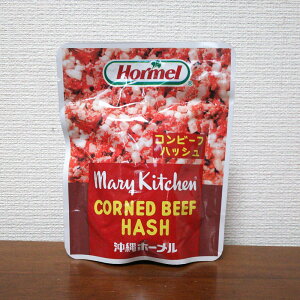 Hormel
コンビーフ
ハッシュ
Mary Kitchen
CORNED BEEF
HASH
沖縄ホーメル